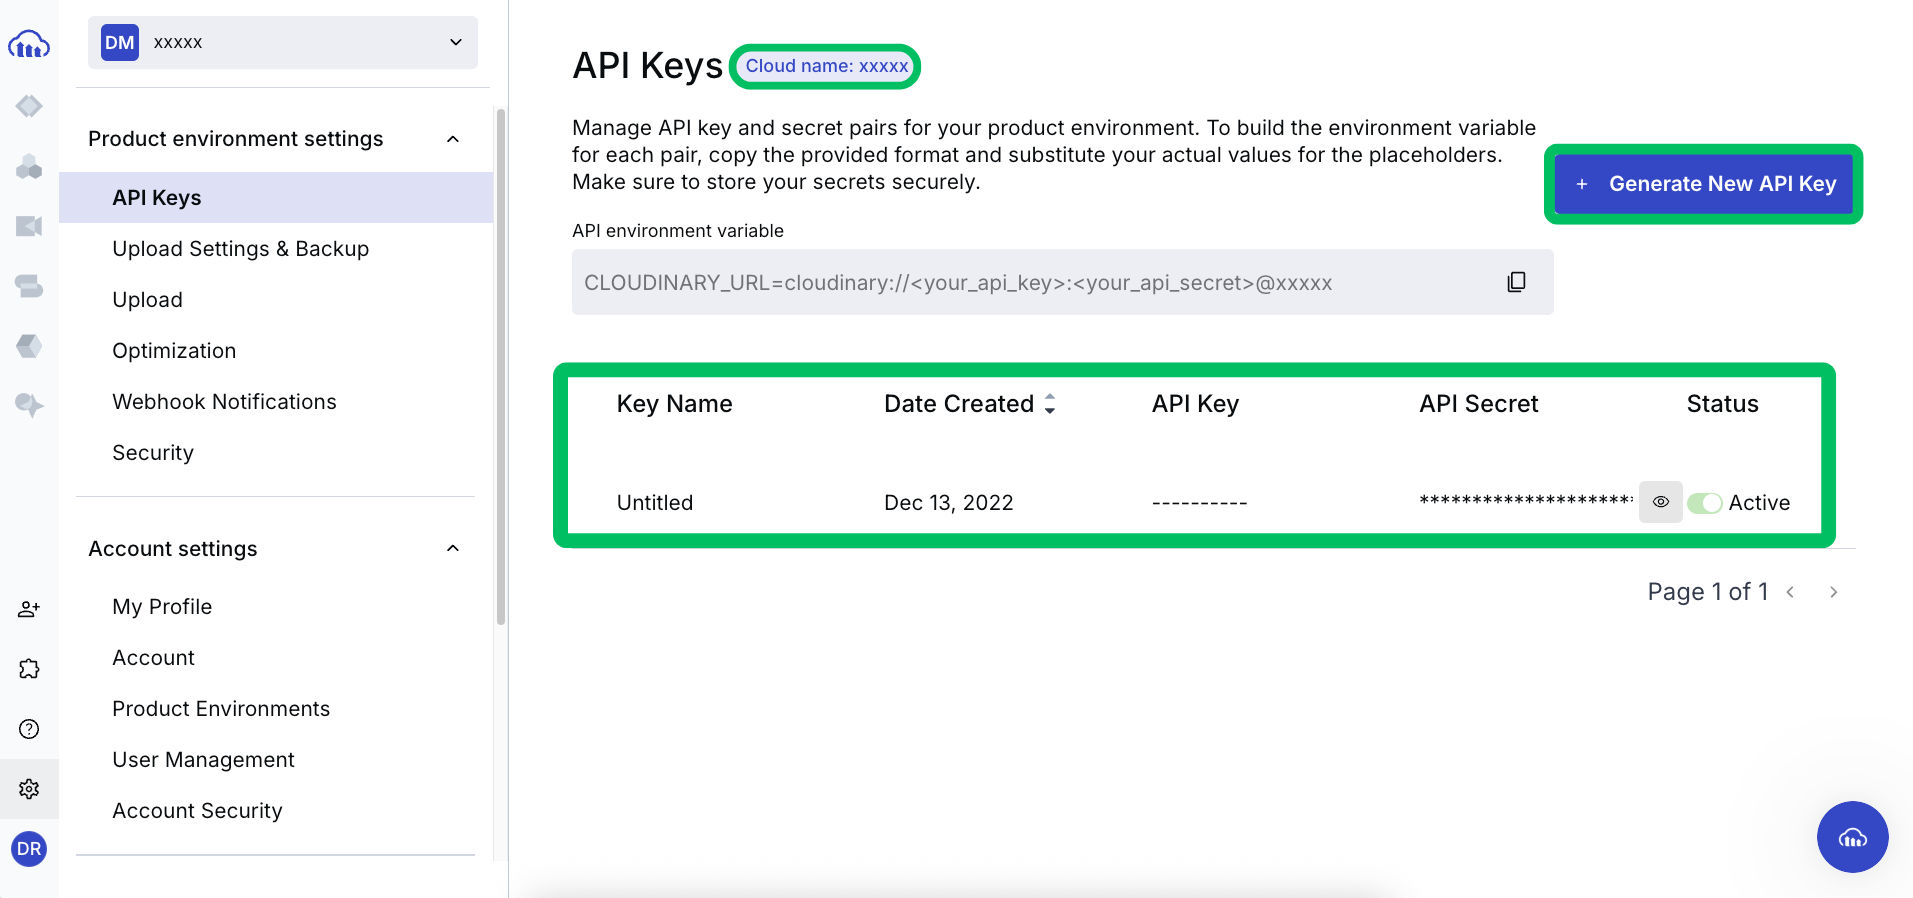 DM xxxxx
Product environment settings
API Keys
Upload Settings & Backup
Upload
Optimization
Webhook Notifications
Security
Account settings
My Profile
Account
Product Environments
User Management
Account Security
DR
API Keys Cloud name: xxxxx
Manage API key and secret pairs for your product environment. To build the environment variable
for each pair, copy the provided format and substitute your actual values for the placeholders.
Make sure to store your secrets securely.
+ Generate New API Key
API environment variable
CLOUDINARY_URL=cloudinary://<your_api_key>:<your_api_secret>@xxxxx
Key Name Date Created API Key API Secret Status
Untitled Dec 13, 2022 ---------- ******************** Active
Page 1 of 1